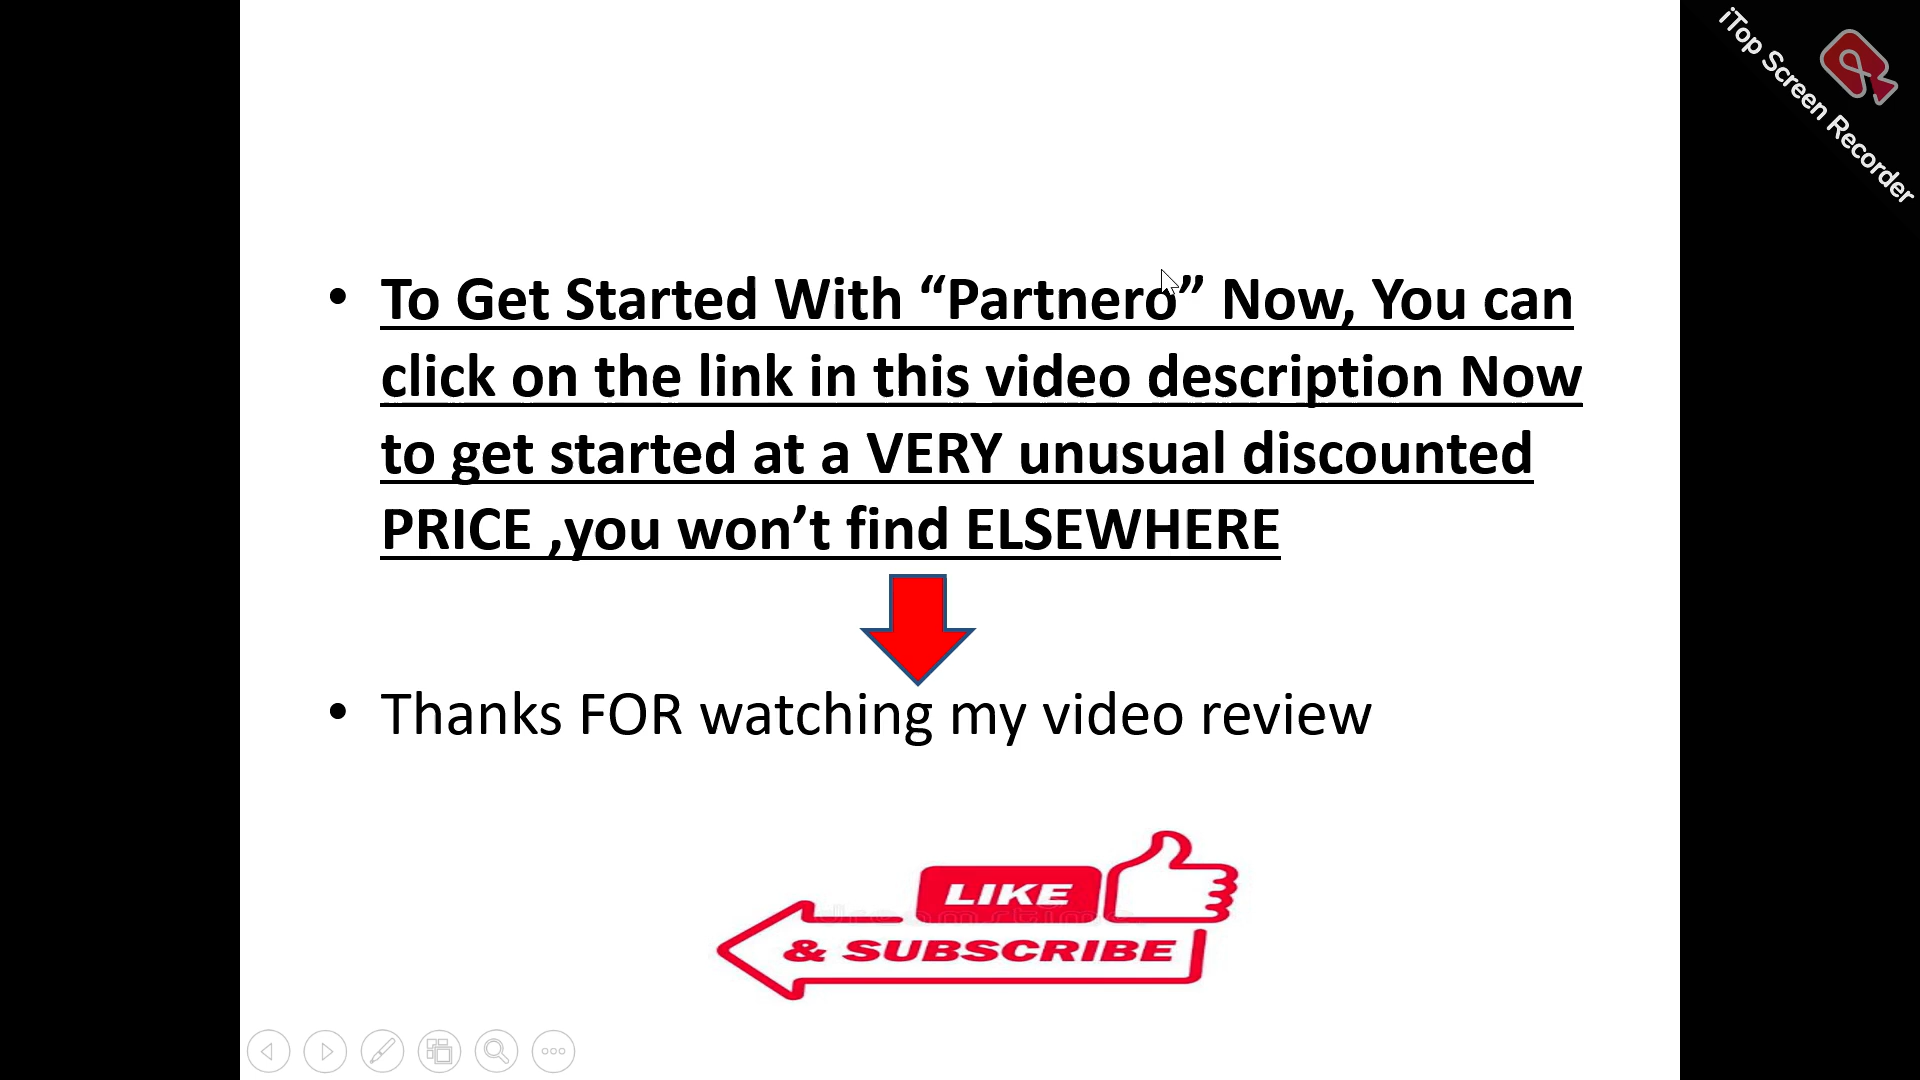 iTop Screen Recorder
• To Get Started With “Partnero” Now, You can
click on the link in this video description Now
to get started at a VERY unusual discounted
PRICE ,you won’t find ELSEWHERE
• Thanks FOR watching my video review
LIKE
& SUBSCRIBE